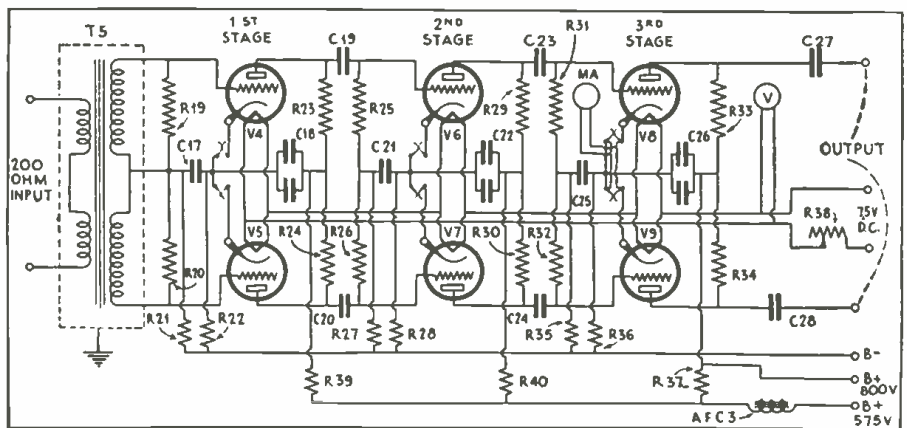 T5
1ST STAGE
C19
2ND STAGE
C23
R31
3RD STAGE
C27
MA
V
R19
V4
R23
R25
V6
R29
V8
R33
C17
C18
C21
C22
C26
OUTPUT
200 OHM INPUT
X
X
X
X
C25
X
X
R38
75V D.C.
V5
R24
R26
V7
R30
R32
V9
R34
R20
R21
R22
C20
R27
R28
C24
R35
R36
C28
B-
R39
R40
R37
B+ 800V
AFC3
B+ 575V